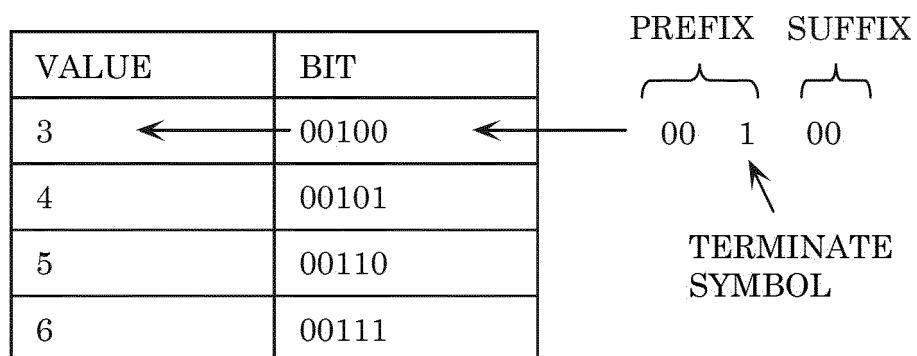 PREFIX SUFFIX
VALUE BIT
3 00100 00 1 00
4 00101
TERMINATE
SYMBOL
5 00110
6 00111